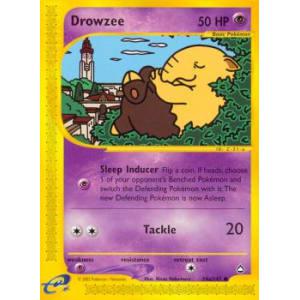 Drowzee 50 HP
Basic Pokémon
Sleep Inducer Flip a coin. If heads, choose
1 of your opponent's Benched Pokémon and
switch the Defending Pokémon with it. The
new Defending Pokémon is now Asleep.
Tackle 20
weakness resistance retreat cost